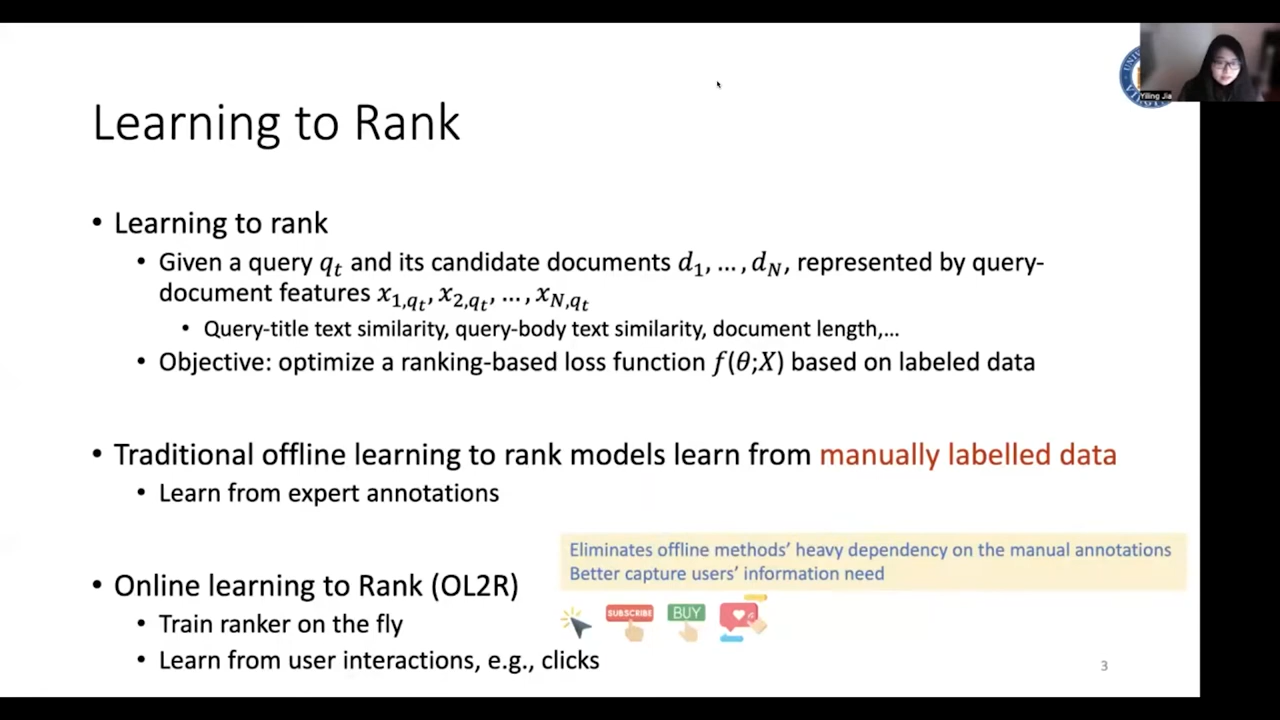 Yiling Jia
Learning to Rank
• Learning to rank
• Given a query q_t and its candidate documents d_1, … , d_N, represented by query-
document features x_{1,q_t}, x_{2,q_t}, … , x_{N,q_t}
• Query-title text similarity, query-body text similarity, document length,…
• Objective: optimize a ranking-based loss function f(θ;X) based on labeled data
• Traditional offline learning to rank models learn from manually labelled data
• Learn from expert annotations
Eliminates offline methods’ heavy dependency on the manual annotations
Better capture users’ information need
• Online learning to Rank (OL2R)
SUBSCRIBE
BUY
• Train ranker on the fly
• Learn from user interactions, e.g., clicks
3